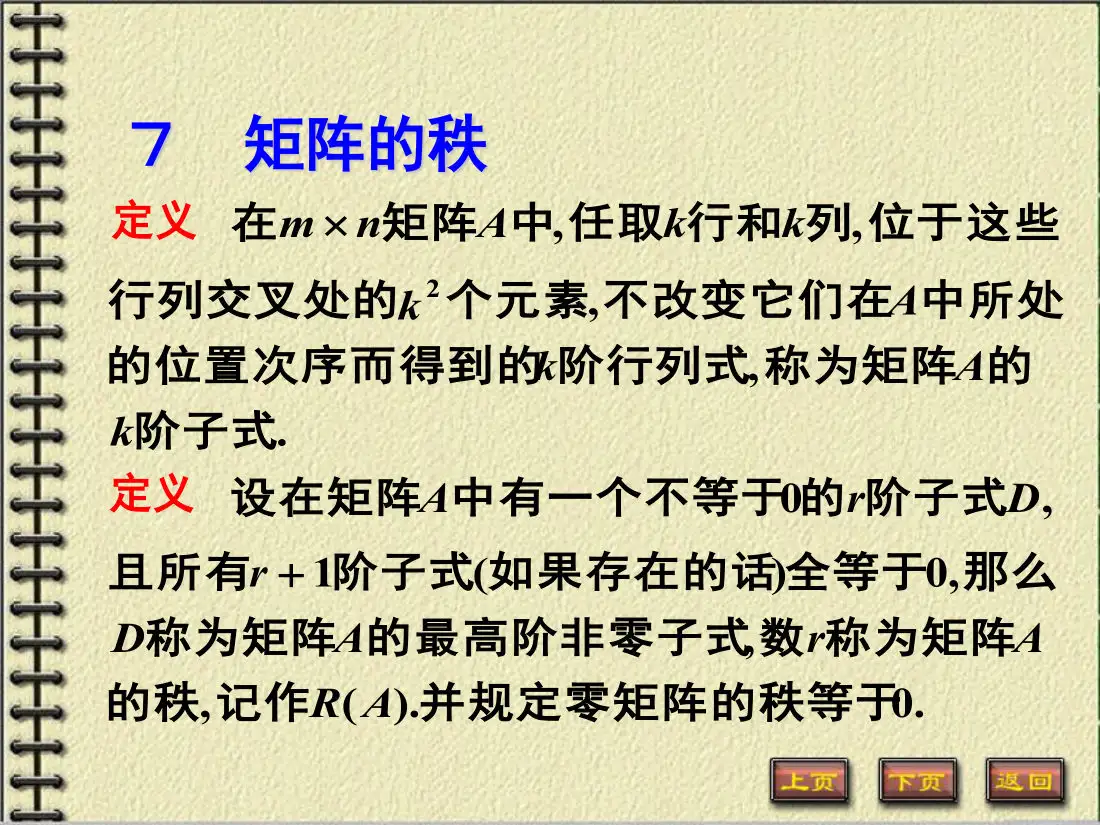 7 矩阵的秩
定义 在m × n矩阵A中,任取k行和k列,位于这些
行列交叉处的k²个元素,不改变它们在A中所处
的位置次序而得到的k阶行列式,称为矩阵A的
k阶子式.
定义 设在矩阵A中有一个不等于0的r阶子式D,
且所有r + 1阶子式(如果存在的话)全等于0,那么
D称为矩阵A的最高阶非零子式,数r称为矩阵A
的秩,记作R( A).并规定零矩阵的秩等于0.
上页 下页 返回